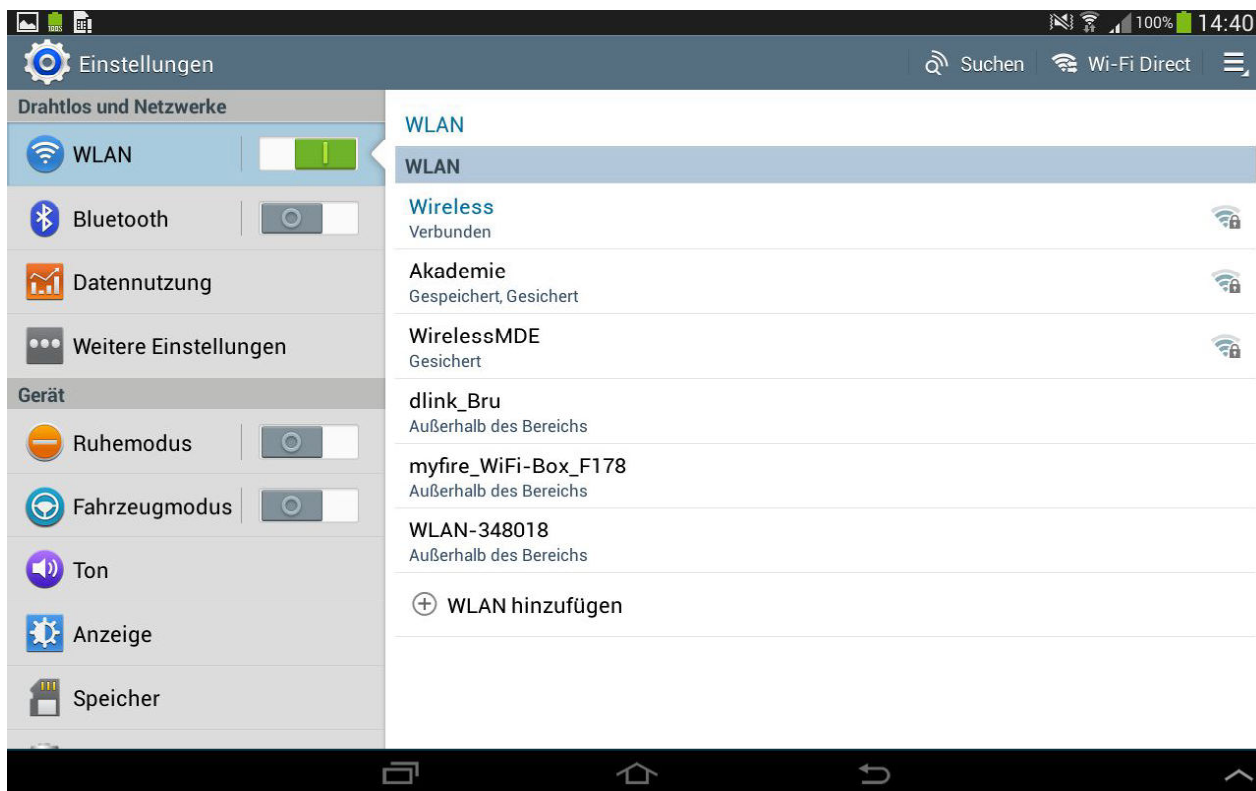 100% 14:40
Einstellungen
Suchen
Wi-Fi Direct
Drahtlos und Netzwerke
WLAN
Bluetooth
Datennutzung
Weitere Einstellungen
Gerät
Ruhemodus
Fahrzeugmodus
Ton
Anzeige
Speicher
WLAN
WLAN
Wireless
Verbunden
Akademie
Gespeichert, Gesichert
WirelessMDE
Gesichert
dlink_Bru
Außerhalb des Bereichs
myfire_WiFi-Box_F178
Außerhalb des Bereichs
WLAN-348018
Außerhalb des Bereichs
WLAN hinzufügen